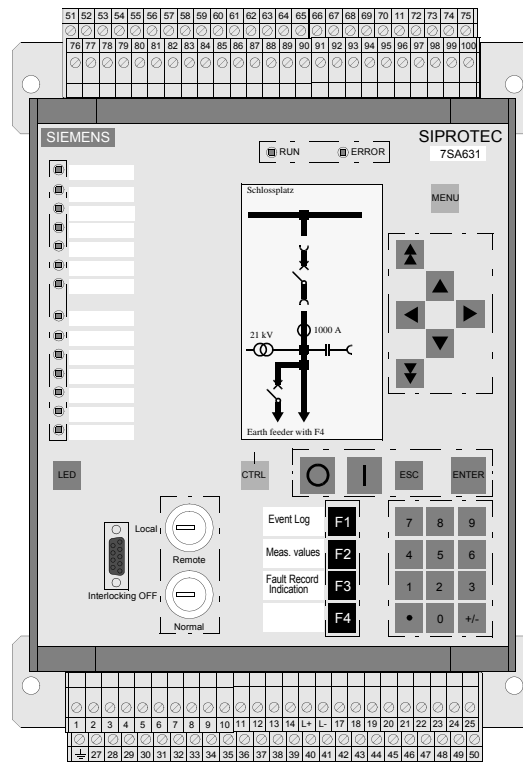 51 52 53 54 55 56 57 58 59 60 61 62 63 64 65 66 67 68 69 70 11 72 73 74 75
76 77 78 79 80 81 82 83 84 85 86 87 88 89 90 91 92 93 94 95 96 97 98 99 100
SIEMENS
SIPROTEC
7SA631
RUN
ERROR
MENU
Schlossplatz
21 kV
1000 A
Earth feeder with F4
LED
CTRL
ESC
ENTER
Local
Remote
Interlocking OFF
Normal
Event Log
F1
Meas. values
F2
Fault Record
Indication
F3
F4
7 8 9
4 5 6
1 2 3
• 0 +/-
1 2 3 4 5 6 7 8 9 10 11 12 13 14 L+ L- 17 18 19 20 21 22 23 24 25
27 28 29 30 31 32 33 34 35 36 37 38 39 40 41 42 43 44 45 46 47 48 49 50